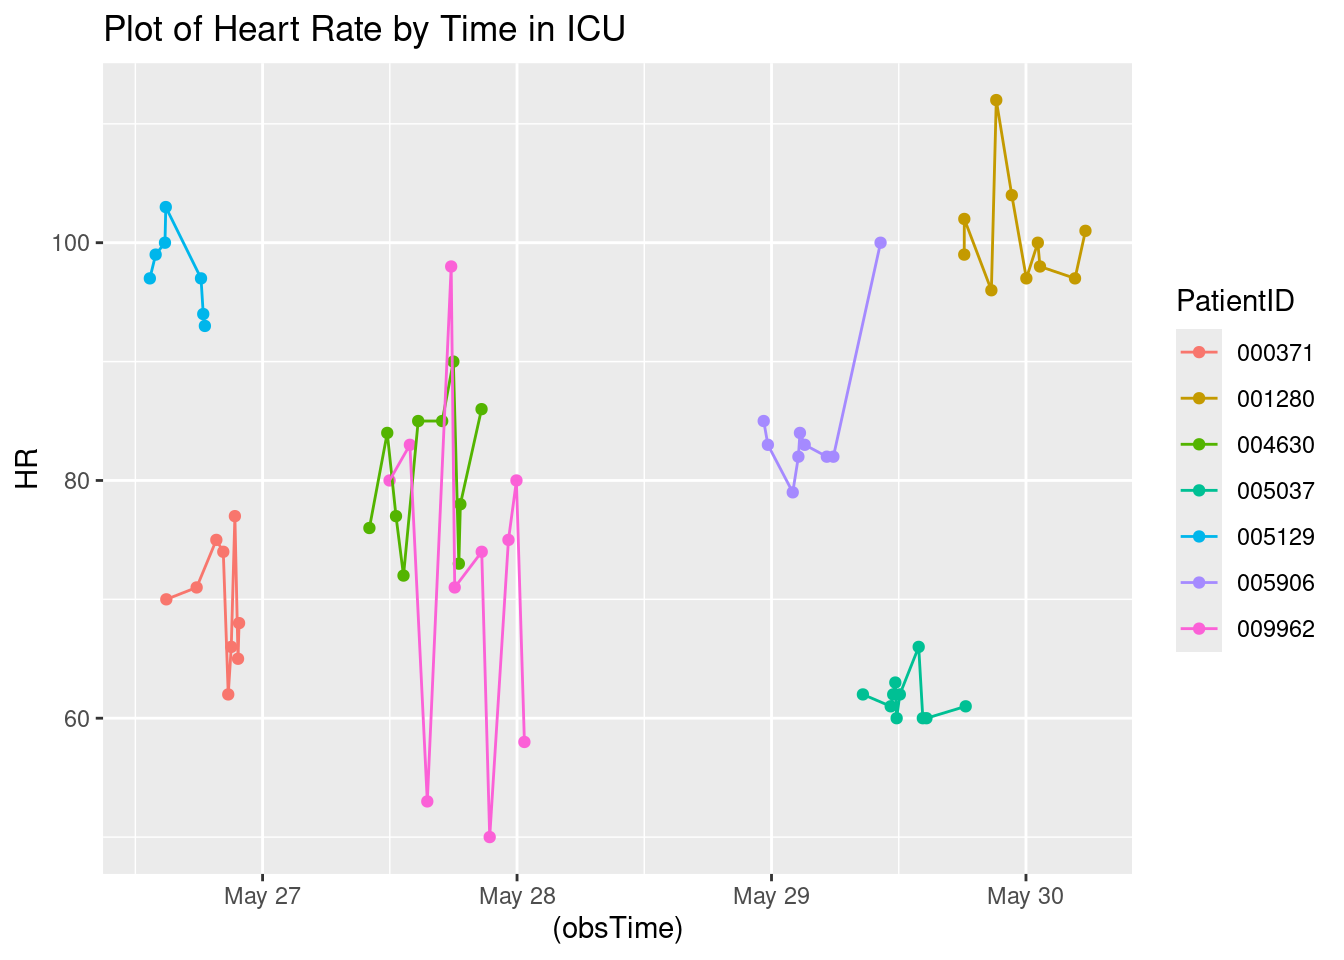 Plot of Heart Rate by Time in ICU
HR
100
80
60
May 27
May 28
May 29
May 30
(obsTime)
PatientID
000371
001280
004630
005037
005129
005906
009962